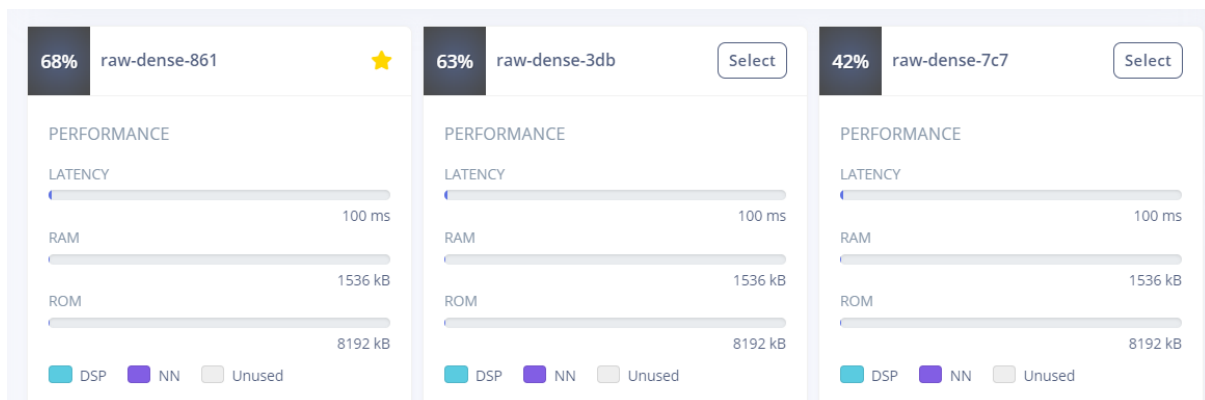 68% raw-dense-861
PERFORMANCE
LATENCY
100 ms
RAM
1536 kB
ROM
8192 kB
DSP NN Unused
63% raw-dense-3db Select
PERFORMANCE
LATENCY
100 ms
RAM
1536 kB
ROM
8192 kB
DSP NN Unused
42% raw-dense-7c7 Select
PERFORMANCE
LATENCY
100 ms
RAM
1536 kB
ROM
8192 kB
DSP NN Unused